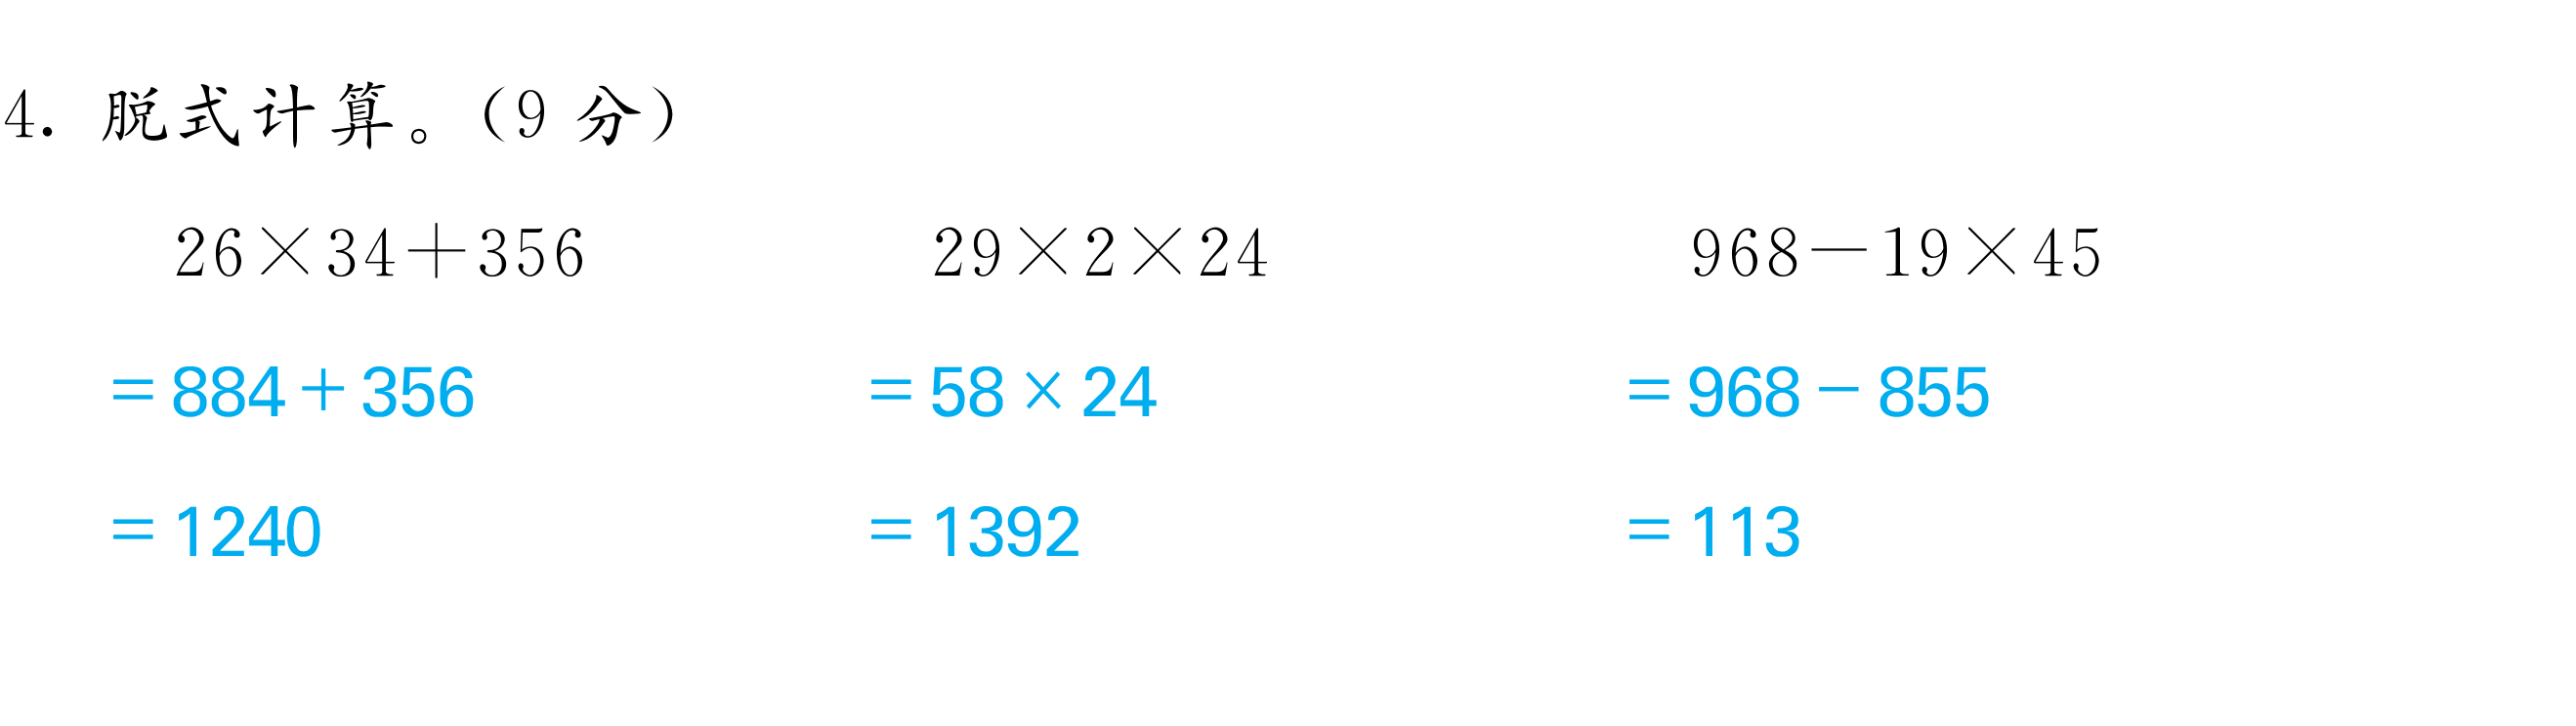 4. 脱式计算。(9 分)
26×34+356 29×2×24 968－19×45
=884+356 =58×24 =968－855
=1240 =1392 =113